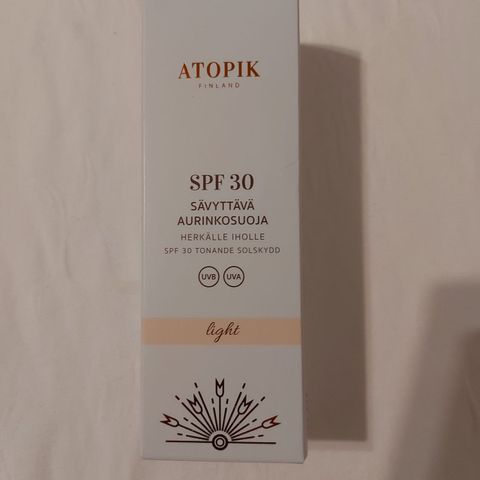 ATOPIK
FINLAND
SPF 30
SÄVYTTÄVÄ
AURINKOSUOJA
HERKÄLLE IHOLLE
SPF 30 TONANDE SOLSKYDD
UVB UVA
light